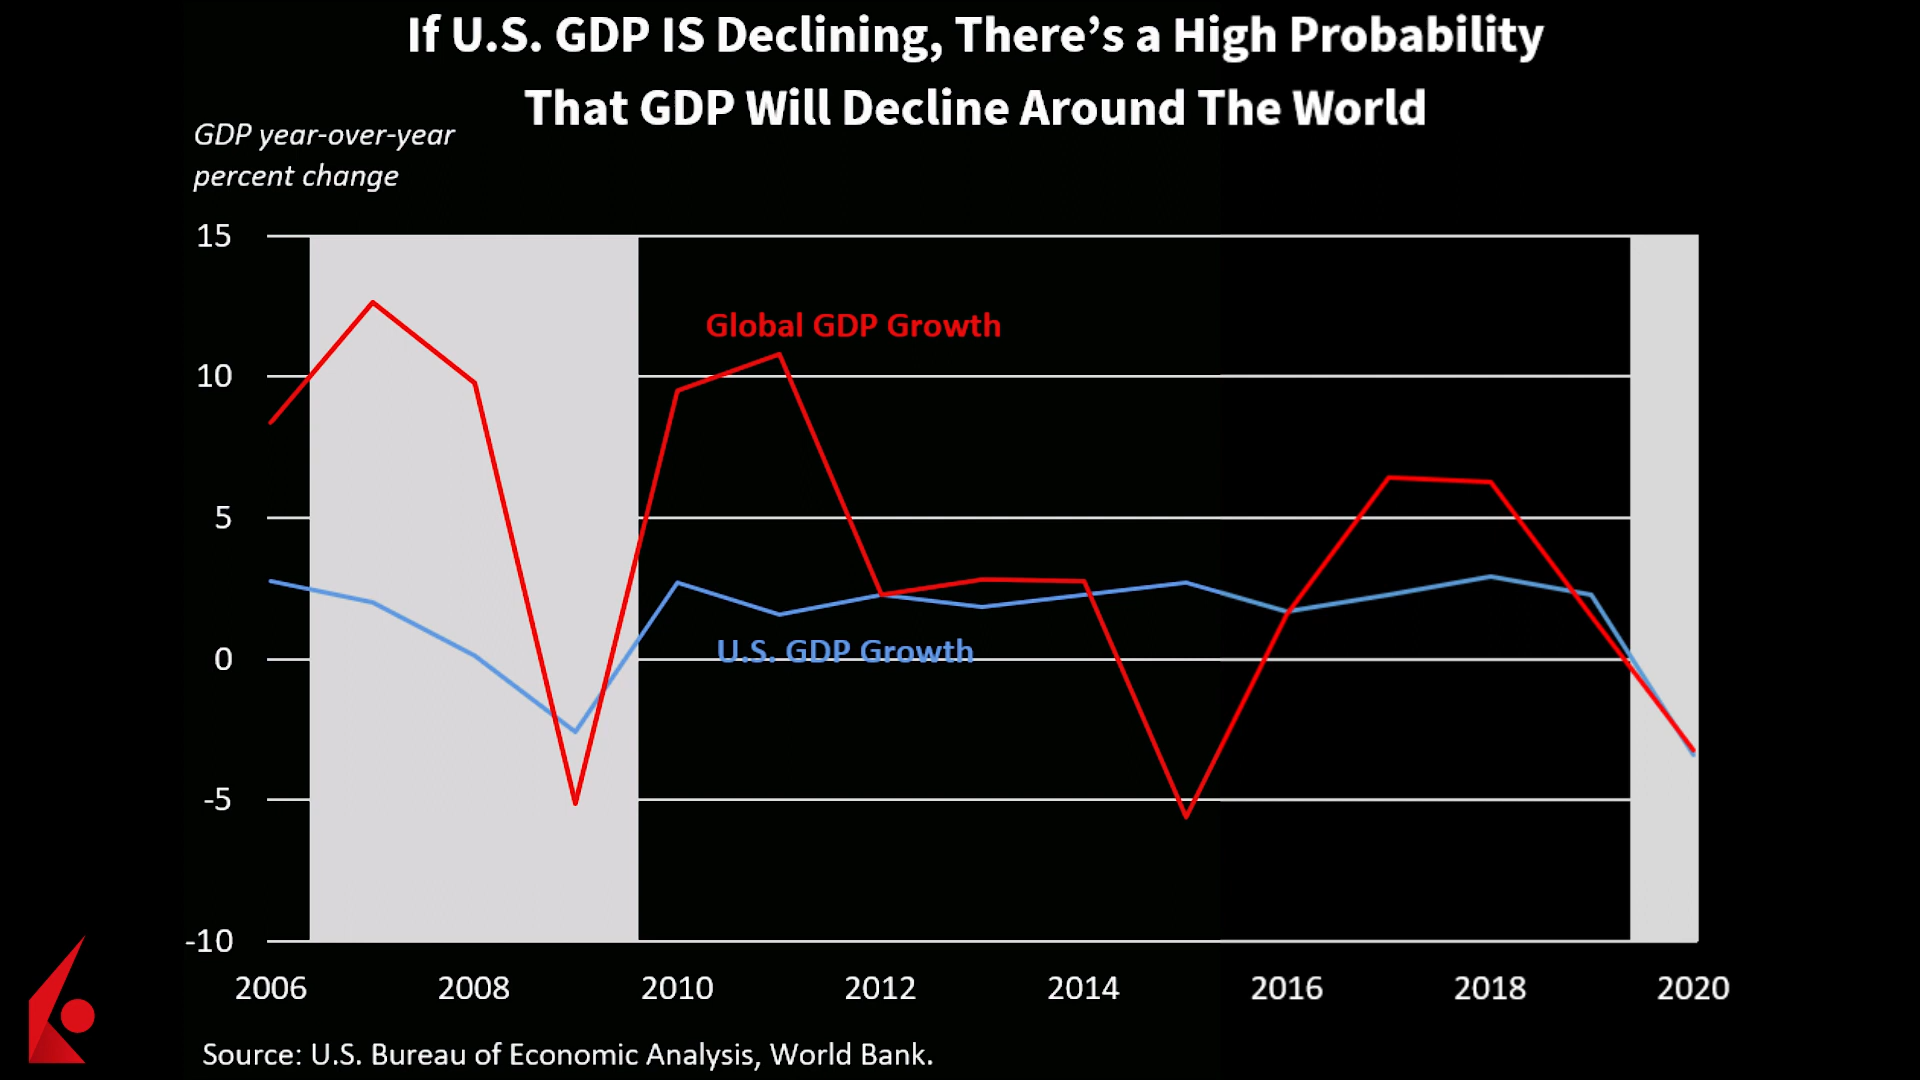 If U.S. GDP IS Declining, There’s a High Probability
That GDP Will Decline Around The World
GDP year-over-year
percent change
15
10
5
0
-5
-10
Global GDP Growth
U.S. GDP Growth
2006 2008 2010 2012 2014 2016 2018 2020
Source: U.S. Bureau of Economic Analysis, World Bank.